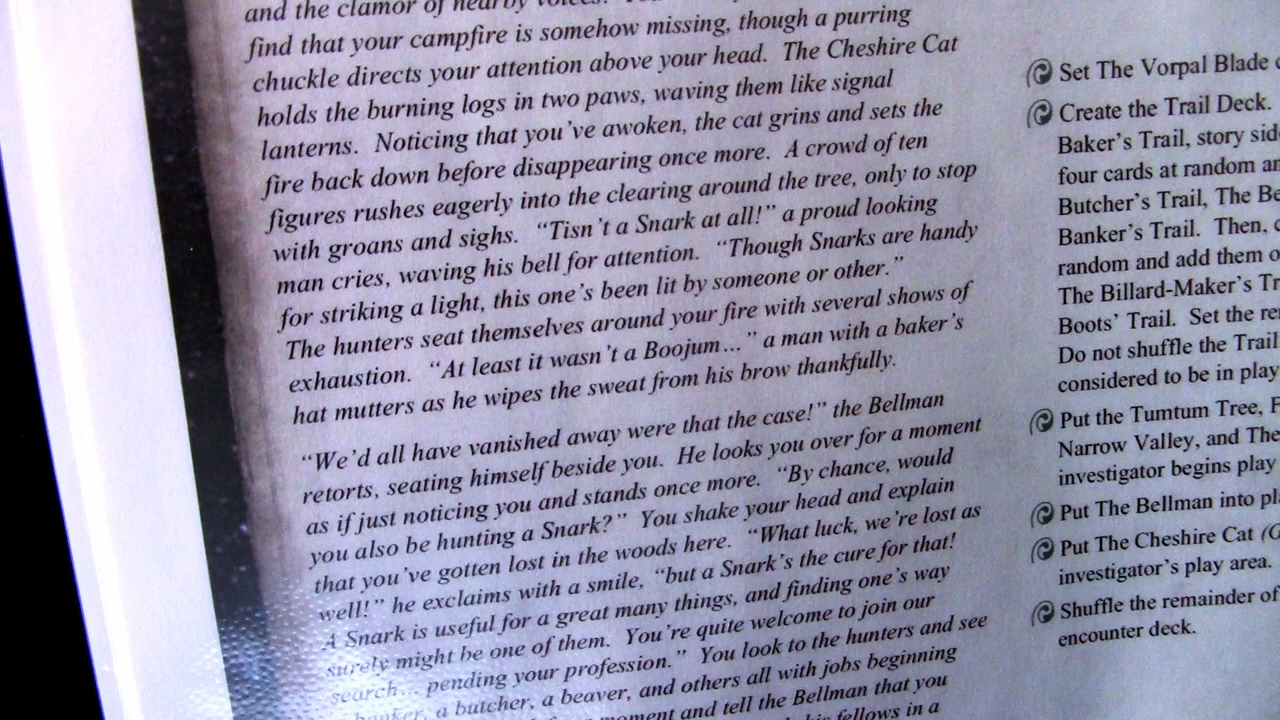 and the clamor of nearby voices.
find that your campfire is somehow missing, though a purring
chuckle directs your attention above your head. The Cheshire Cat
holds the burning logs in two paws, waving them like signal
lanterns. Noticing that you've awoken, the cat grins and sets the
fire back down before disappearing once more. A crowd of ten
figures rushes eagerly into the clearing around the tree, only to stop
with groans and sighs. “Tisn't a Snark at all!” a proud looking
man cries, waving his bell for attention. “Though Snarks are handy
for striking a light, this one's been lit by someone or other.”
The hunters seat themselves around your fire with several shows of
exhaustion. “At least it wasn't a Boojum...” a man with a baker's
hat mutters as he wipes the sweat from his brow thankfully.
“We'd all have vanished away were that the case!” the Bellman
retorts, seating himself beside you. He looks you over for a moment
as if just noticing you and stands once more. “By chance, would
you also be hunting a Snark?” You shake your head and explain
that you've gotten lost in the woods here. “What luck, we're lost as
well!” he exclaims with a smile, “but a Snark's the cure for that!
A Snark is useful for a great many things, and finding one's way
surely might be one of them. You're quite welcome to join our
search... pending your profession.” You look to the hunters and see
banker, a butcher, a beaver, and others all with jobs beginning
moment and tell the Bellman that you
his fellows in a
Set The Vorpal Blade
Create the Trail Deck.
Baker's Trail, story sid
four cards at random a
Butcher's Trail, The Be
Banker's Trail. Then,
random and add them o
The Billard-Maker's Tr
Boots' Trail. Set the re
Do not shuffle the Trail
considered to be in play
Put the Tumtum Tree,
Narrow Valley, and The
investigator begins play
Put The Bellman into pl
Put The Cheshire Cat (
investigator's play area.
Shuffle the remainder of
encounter deck.